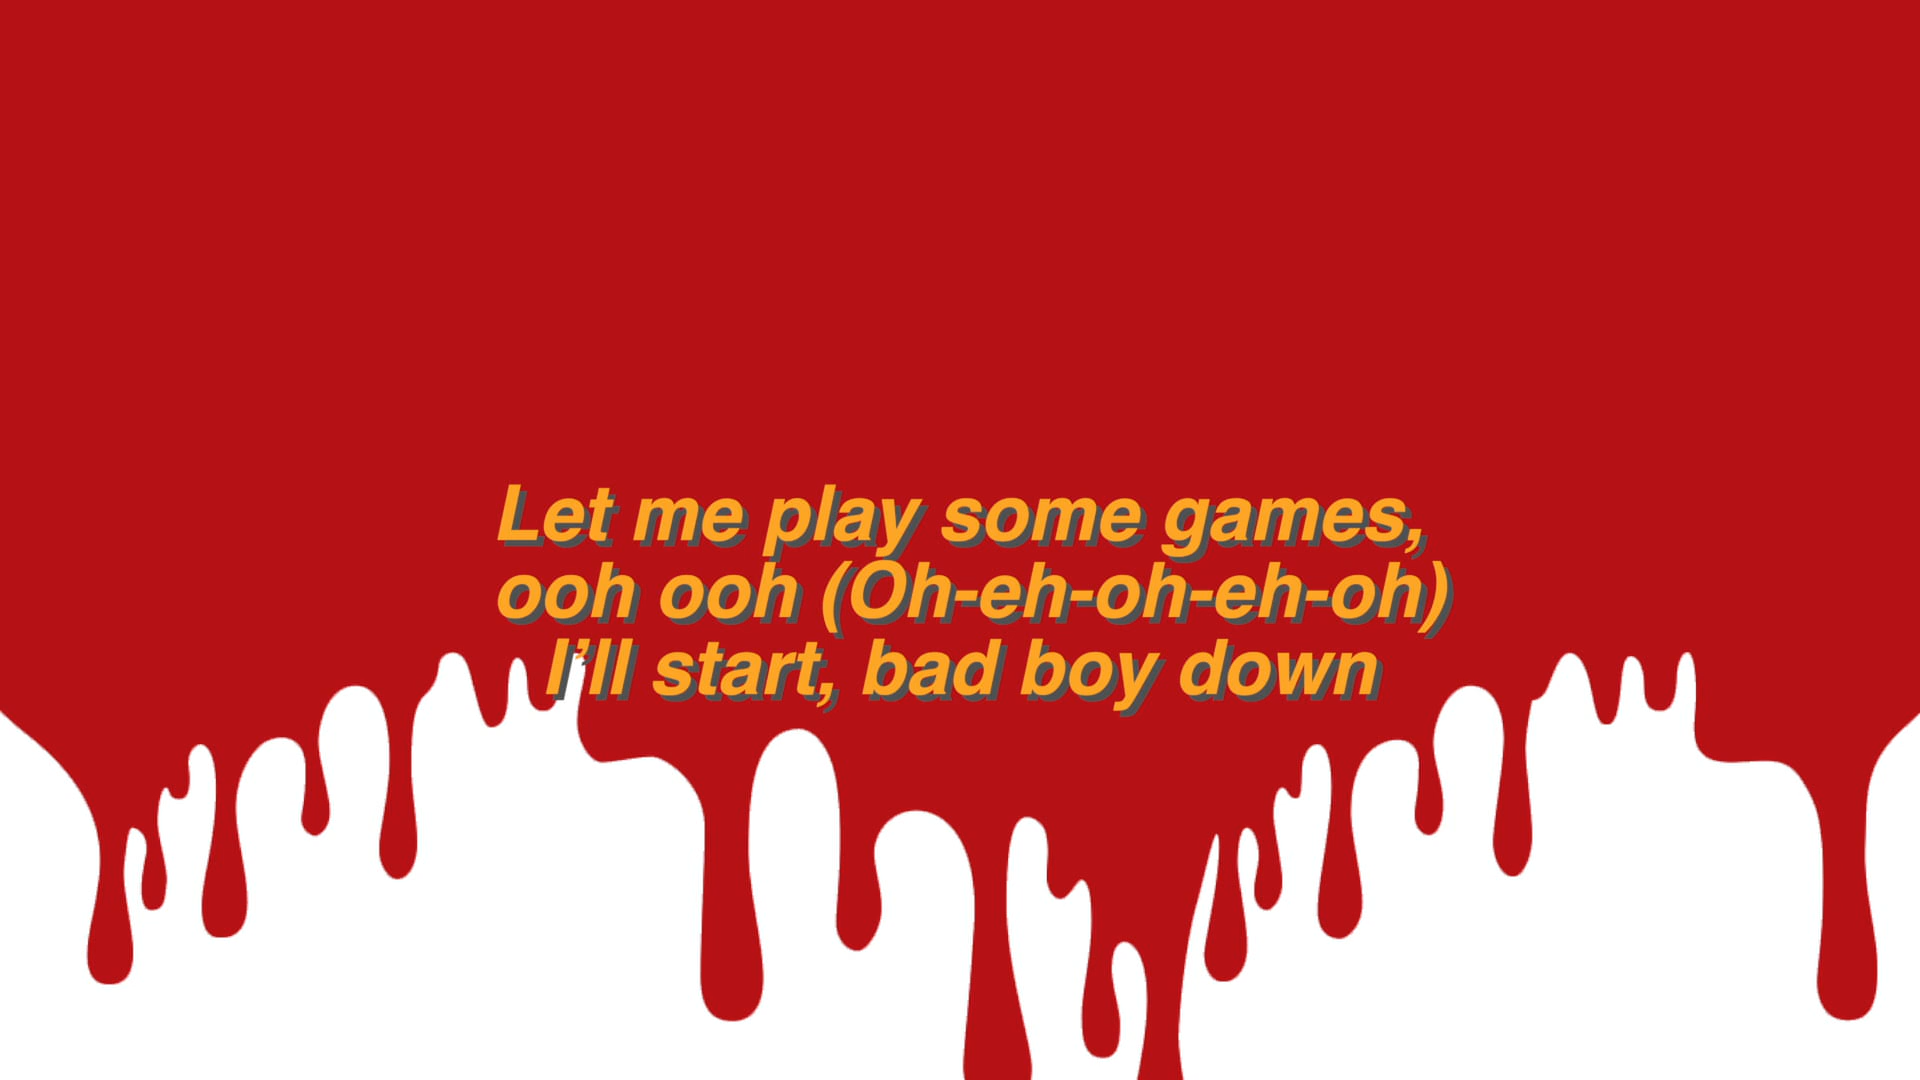 Let me play some games,
ooh ooh (Oh-eh-oh-eh-oh)
I’ll start, bad boy down